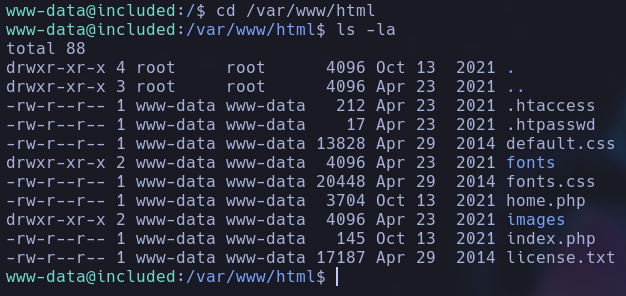 www-data@included:/$ cd /var/www/html
www-data@included:/var/www/html$ ls -la
total 88
drwxr-xr-x 4 root     root      4096 Oct 13  2021 .
drwxr-xr-x 3 root     root      4096 Apr 23  2021 ..
-rw-r--r-- 1 www-data www-data   212 Apr 23  2021 .htaccess
-rw-r--r-- 1 www-data www-data    17 Apr 23  2021 .htpasswd
-rw-r--r-- 1 www-data www-data 13828 Apr 29  2014 default.css
drwxr-xr-x 2 www-data www-data  4096 Apr 23  2021 fonts
-rw-r--r-- 1 www-data www-data 20448 Apr 29  2014 fonts.css
-rw-r--r-- 1 www-data www-data  3704 Oct 13  2021 home.php
drwxr-xr-x 2 www-data www-data  4096 Apr 23  2021 images
-rw-r--r-- 1 www-data www-data   145 Oct 13  2021 index.php
-rw-r--r-- 1 www-data www-data 17187 Apr 29  2014 license.txt
www-data@included:/var/www/html$